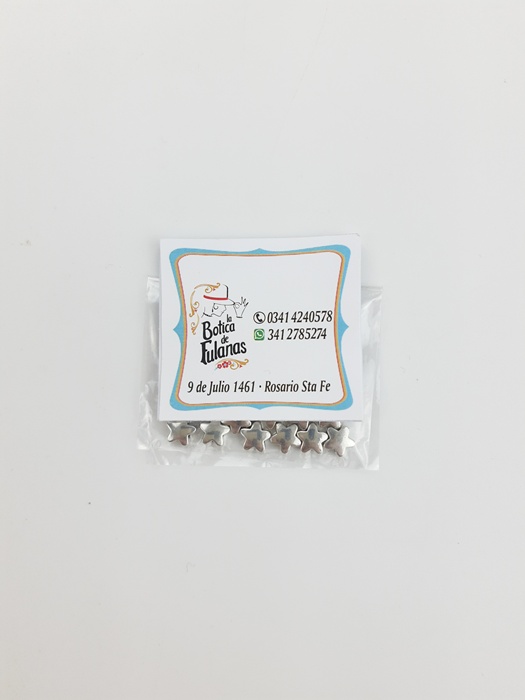 la
Botica
de
Fulanas
0341 4240578
341 2785274
9 de Julio 1461 · Rosario Sta Fe